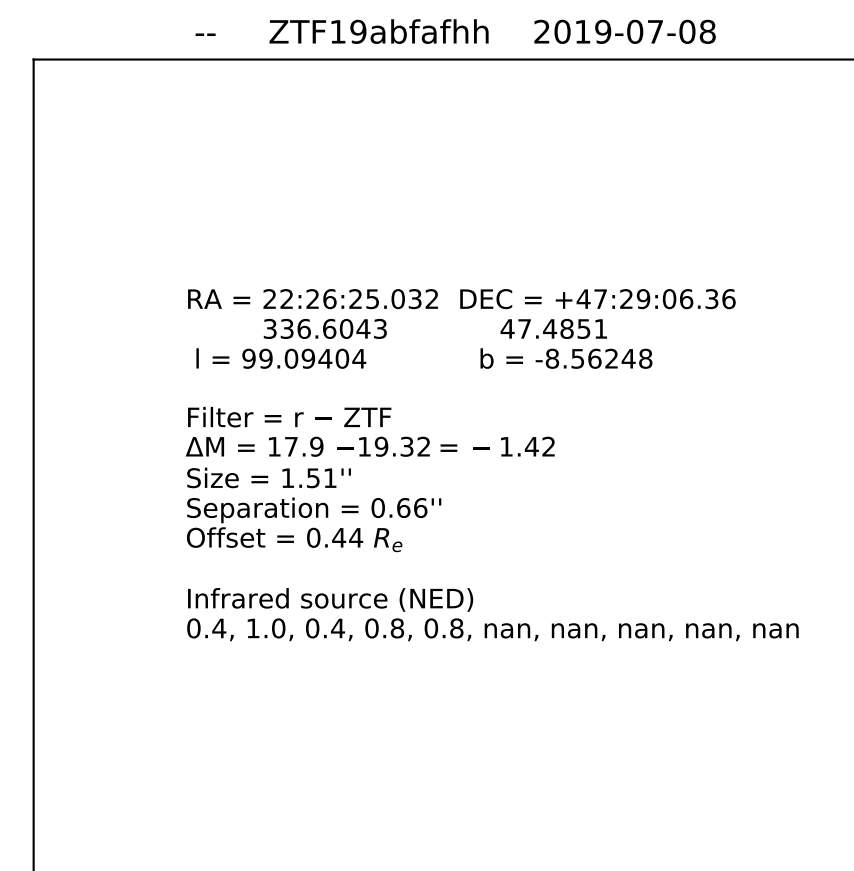 -- ZTF19abfafhh 2019-07-08
RA = 22:26:25.032 DEC = +47:29:06.36
336.6043 47.4851
l = 99.09404 b = -8.56248
Filter = r − ZTF
ΔM = 17.9 −19.32 = − 1.42
Size = 1.51''
Separation = 0.66''
Offset = 0.44 Re
Infrared source (NED)
0.4, 1.0, 0.4, 0.8, 0.8, nan, nan, nan, nan, nan